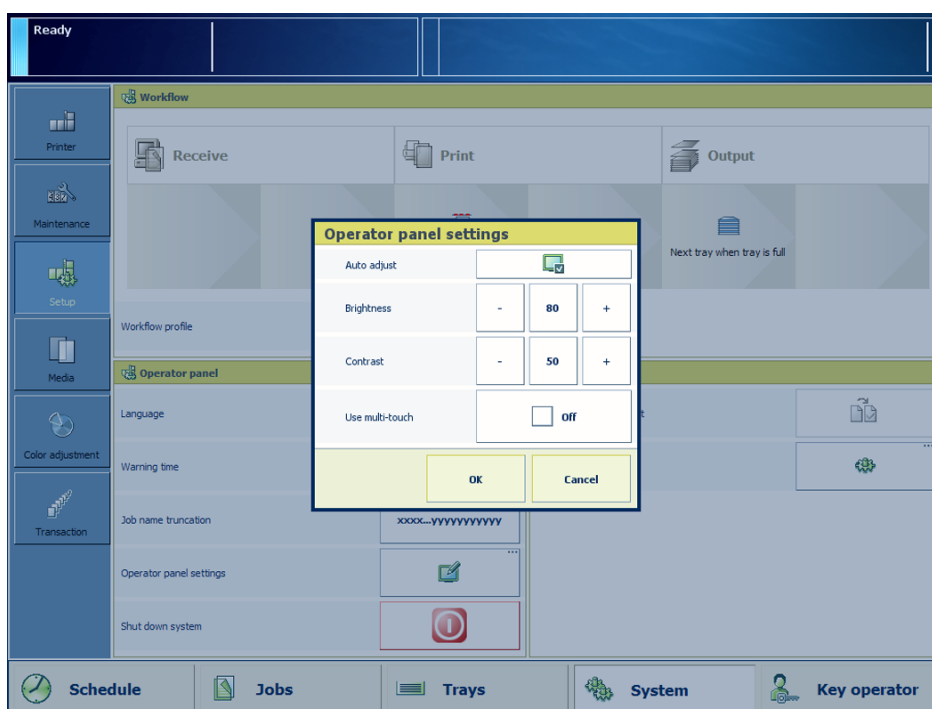 Ready
Workflow
Printer
Receive
Print
Output
Maintenance
Next tray when tray is full
Setup
Workflow profile
Operator panel settings
Auto adjust
Brightness
-
80
+
Contrast
-
50
+
Use multi-touch
Off
OK
Cancel
Media
Operator panel
Language
Color adjustment
Warning time
Transaction
Job name truncation
xxxx...yyyyyyyyyyy
Operator panel settings
Shut down system
Schedule
Jobs
Trays
System
Key operator